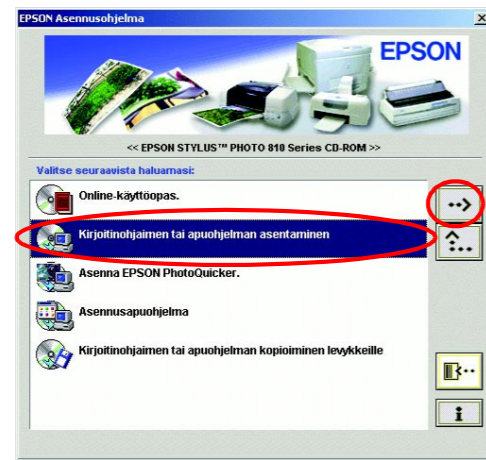 EPSON Asennusohjelma
EPSON
<< EPSON STYLUS™ PHOTO 810 Series CD-ROM >>
Valitse seuraavista haluamasi:
Online-käyttöopas.
Kirjoitinohjaimen tai apuohjelman asentaminen
Asenna EPSON PhotoQuicker.
Asennusapuohjelma
Kirjoitinohjaimen tai apuohjelman kopioiminen levykkeille